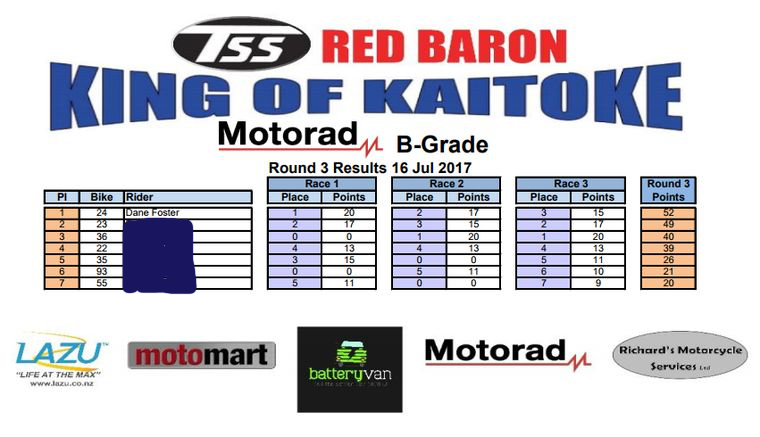 TSS RED BARON
KING OF KAITOKE
Motorad B-Grade
Round 3 Results 16 Jul 2017
Race 1 Race 2 Race 3 Round 3
Pl Bike Rider Place Points Place Points Place Points Points
1 24 Dane Foster 1 20 2 17 3 15 52
2 23 2 17 3 15 2 17 49
3 36 0 0 1 20 1 20 40
4 22 4 13 4 13 4 13 39
5 35 3 15 0 0 5 11 26
6 93 0 0 5 11 6 10 21
7 55 5 11 0 0 7 9 20
LAZU TM motomart batteryvan Motorad Richard's Motorcycle
"LIFE AT THE MAX" Services Ltd
www.lazu.co.nz